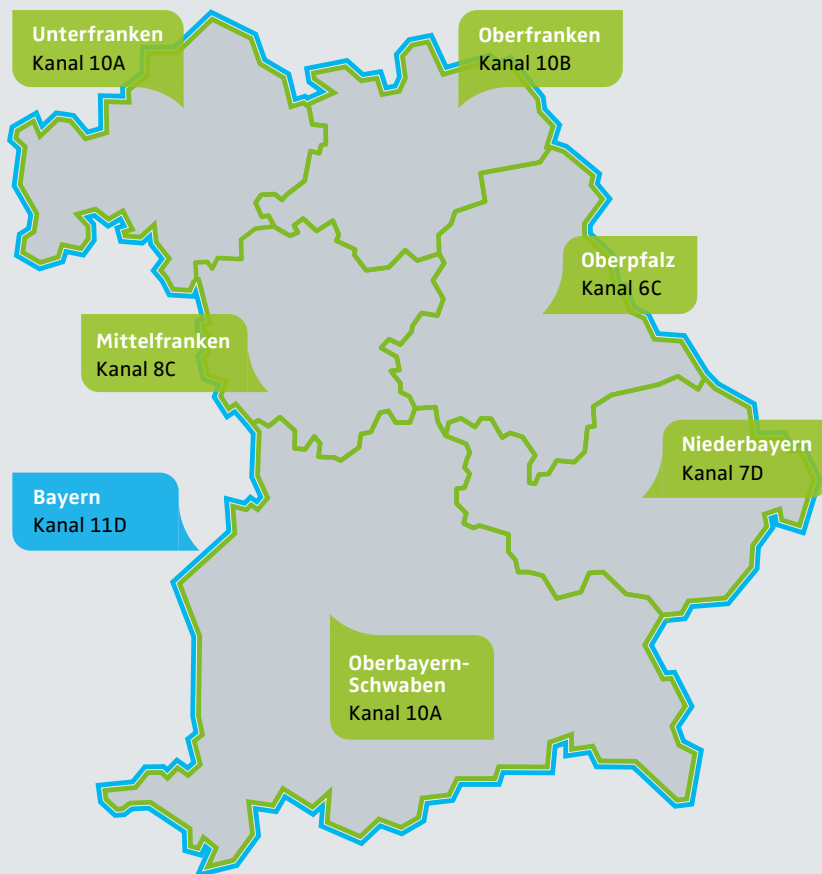 Unterfranken
Kanal 10A
Oberfranken
Kanal 10B
Oberpfalz
Kanal 6C
Mittelfranken
Kanal 8C
Niederbayern
Kanal 7D
Bayern
Kanal 11D
Oberbayern-
Schwaben
Kanal 10A